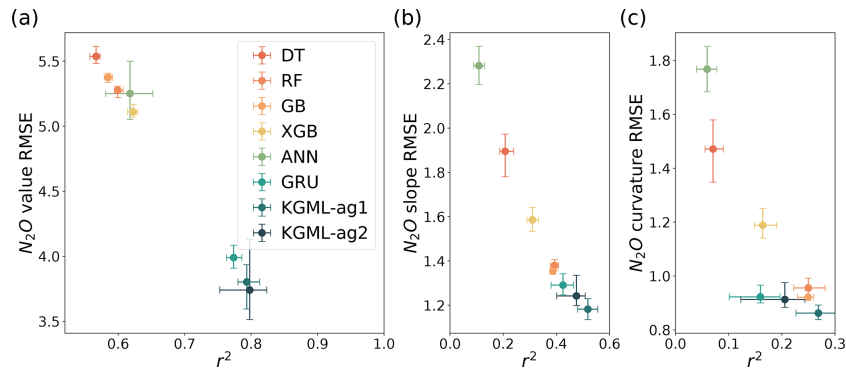 (a)
N₂O value RMSE
5.5
5.0
4.5
4.0
3.5
0.6 0.7 0.8 0.9 1.0
r²
DT
RF
GB
XGB
ANN
GRU
KGML-ag1
KGML-ag2
(b)
N₂O slope RMSE
2.4
2.2
2.0
1.8
1.6
1.4
1.2
0.0 0.2 0.4 0.6
r²
(c)
N₂O curvature RMSE
1.8
1.6
1.4
1.2
1.0
0.8
0.0 0.1 0.2 0.3
r²